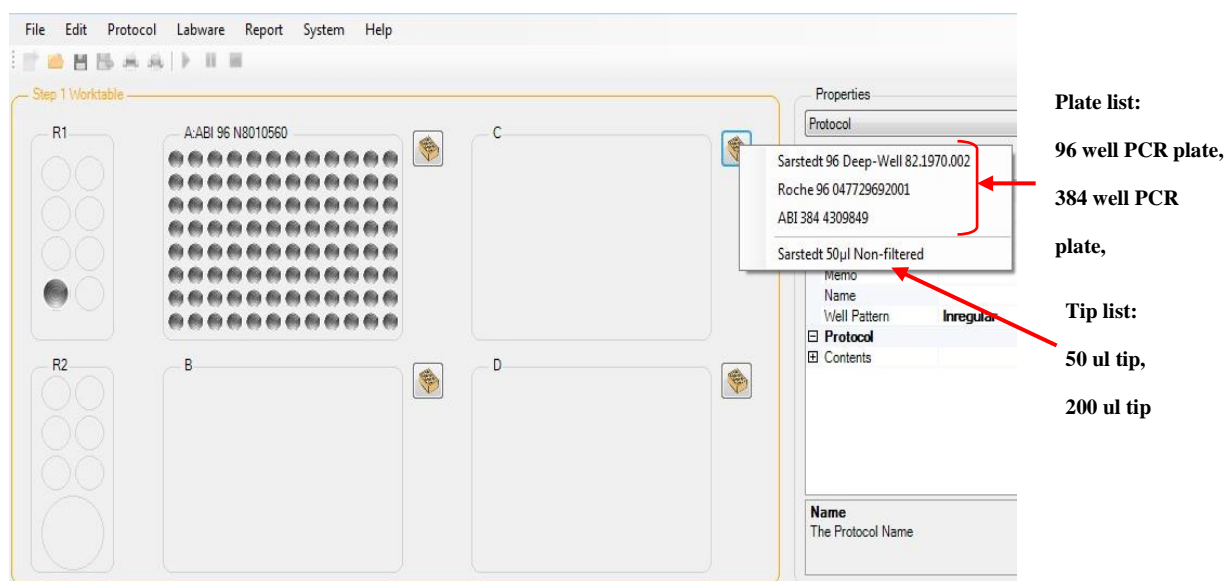 File Edit Protocol Labware Report System Help
Step 1 Worktable
R1
A:ABI 96 N8010560
C
R2
B
D
Properties
Protocol
Sarstedt 96 Deep-Well 82.1970.002
Roche 96 047729692001
ABI 384 4309849
Sarstedt 50µl Non-filtered
Memo
Name
Well Pattern Inregular
Protocol
Contents
Name
The Protocol Name
Plate list:
96 well PCR plate,
384 well PCR
plate,
Tip list:
50 ul tip,
200 ul tip